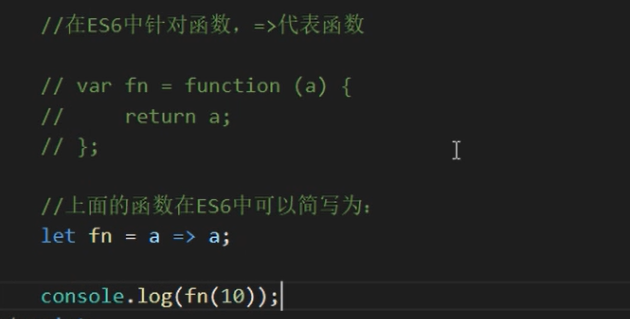 //在ES6中针对函数，=>代表函数
// var fn = function (a) {
//     return a;
// };
//上面的函数在ES6中可以简写为：
let fn = a => a;
console.log(fn(10));